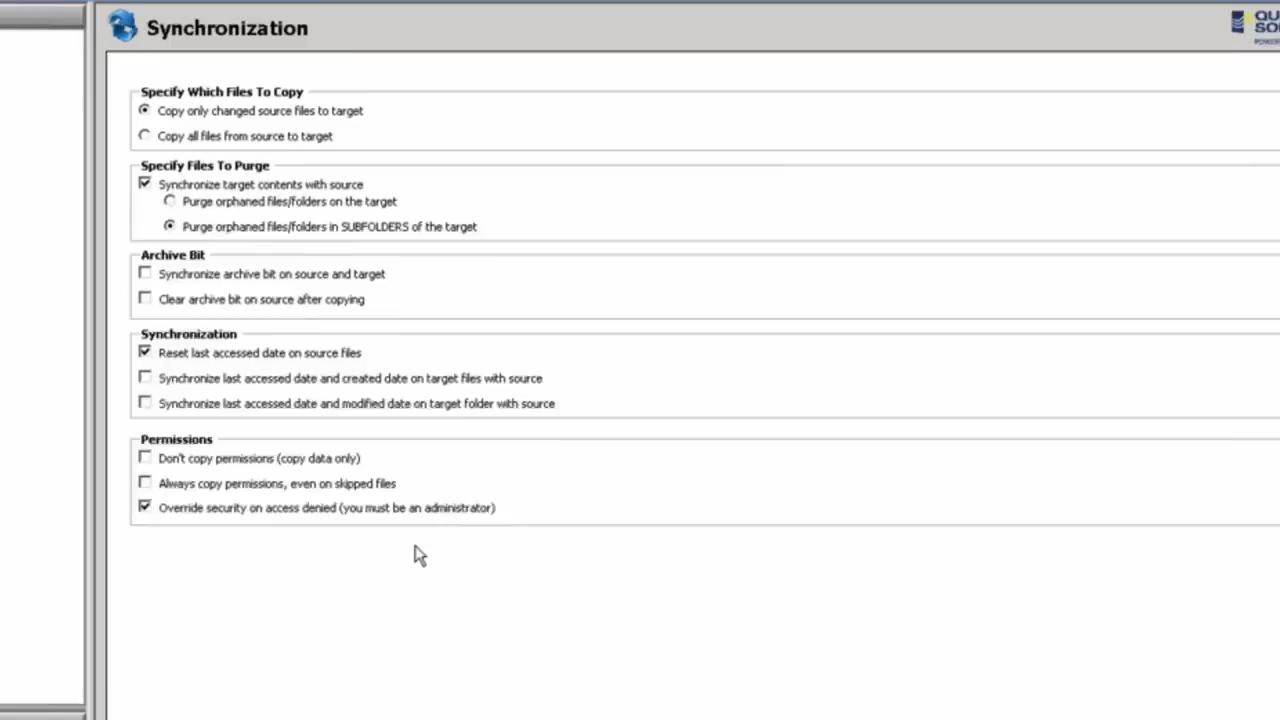 Synchronization
Specify Which Files To Copy
Copy only changed source files to target
Copy all files from source to target
Specify Files To Purge
Synchronize target contents with source
Purge orphaned files/folders on the target
Purge orphaned files/folders in SUBFOLDERS of the target
Archive Bit
Synchronize archive bit on source and target
Clear archive bit on source after copying
Synchronization
Reset last accessed date on source files
Synchronize last accessed date and created date on target files with source
Synchronize last accessed date and modified date on target folder with source
Permissions
Don't copy permissions (copy data only)
Always copy permissions, even on skipped files
Override security on access denied (you must be an administrator)